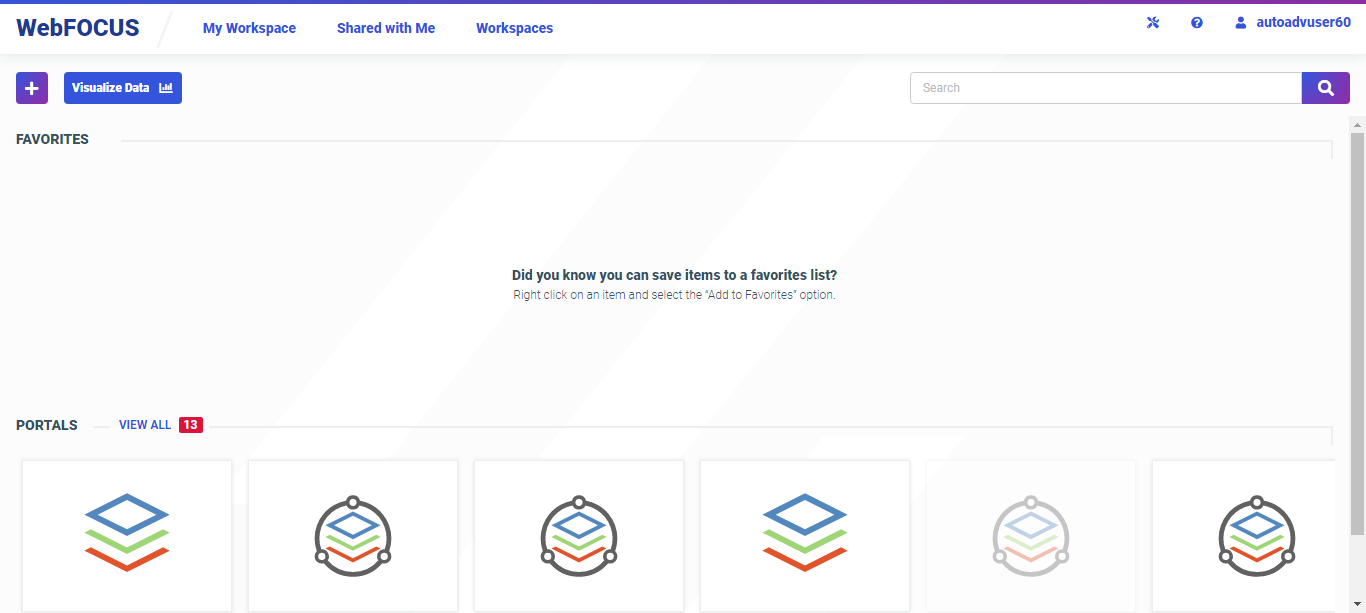 WebFOCUS
My Workspace
Shared with Me
Workspaces
autoadvuser60
Visualize Data
Search
FAVORITES
Did you know you can save items to a favorites list?
Right click on an item and select the “Add to Favorites” option.
PORTALS
VIEW ALL 13